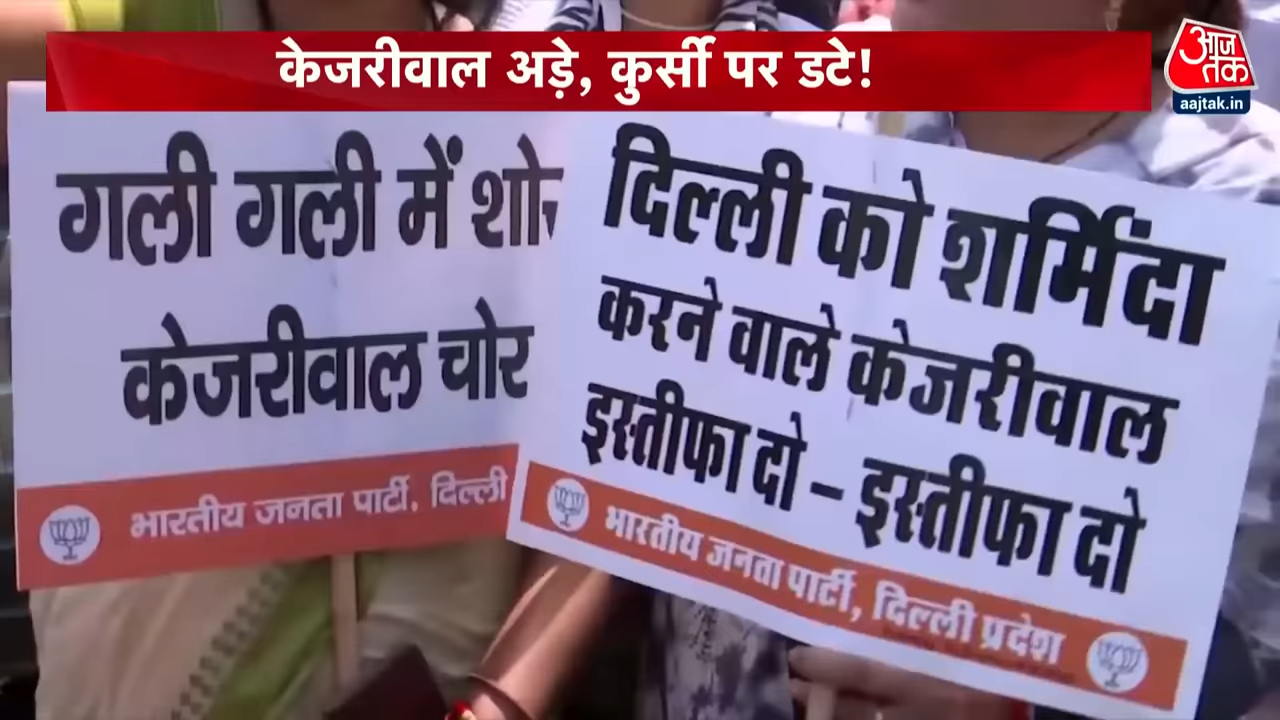 केजरीवाल अड़े, कुर्सी पर डटे!
आज
तक
aajtak.in
गली गली में
केजरीवाल चोर
भारतीय जनता पार्टी, दिल्ली
दिल्ली को शर्मिंदा
करने वाले केजरीवाल
इस्तीफा दो – इस्तीफा दो
भारतीय जनता पार्टी, दिल्ली प्रदेश